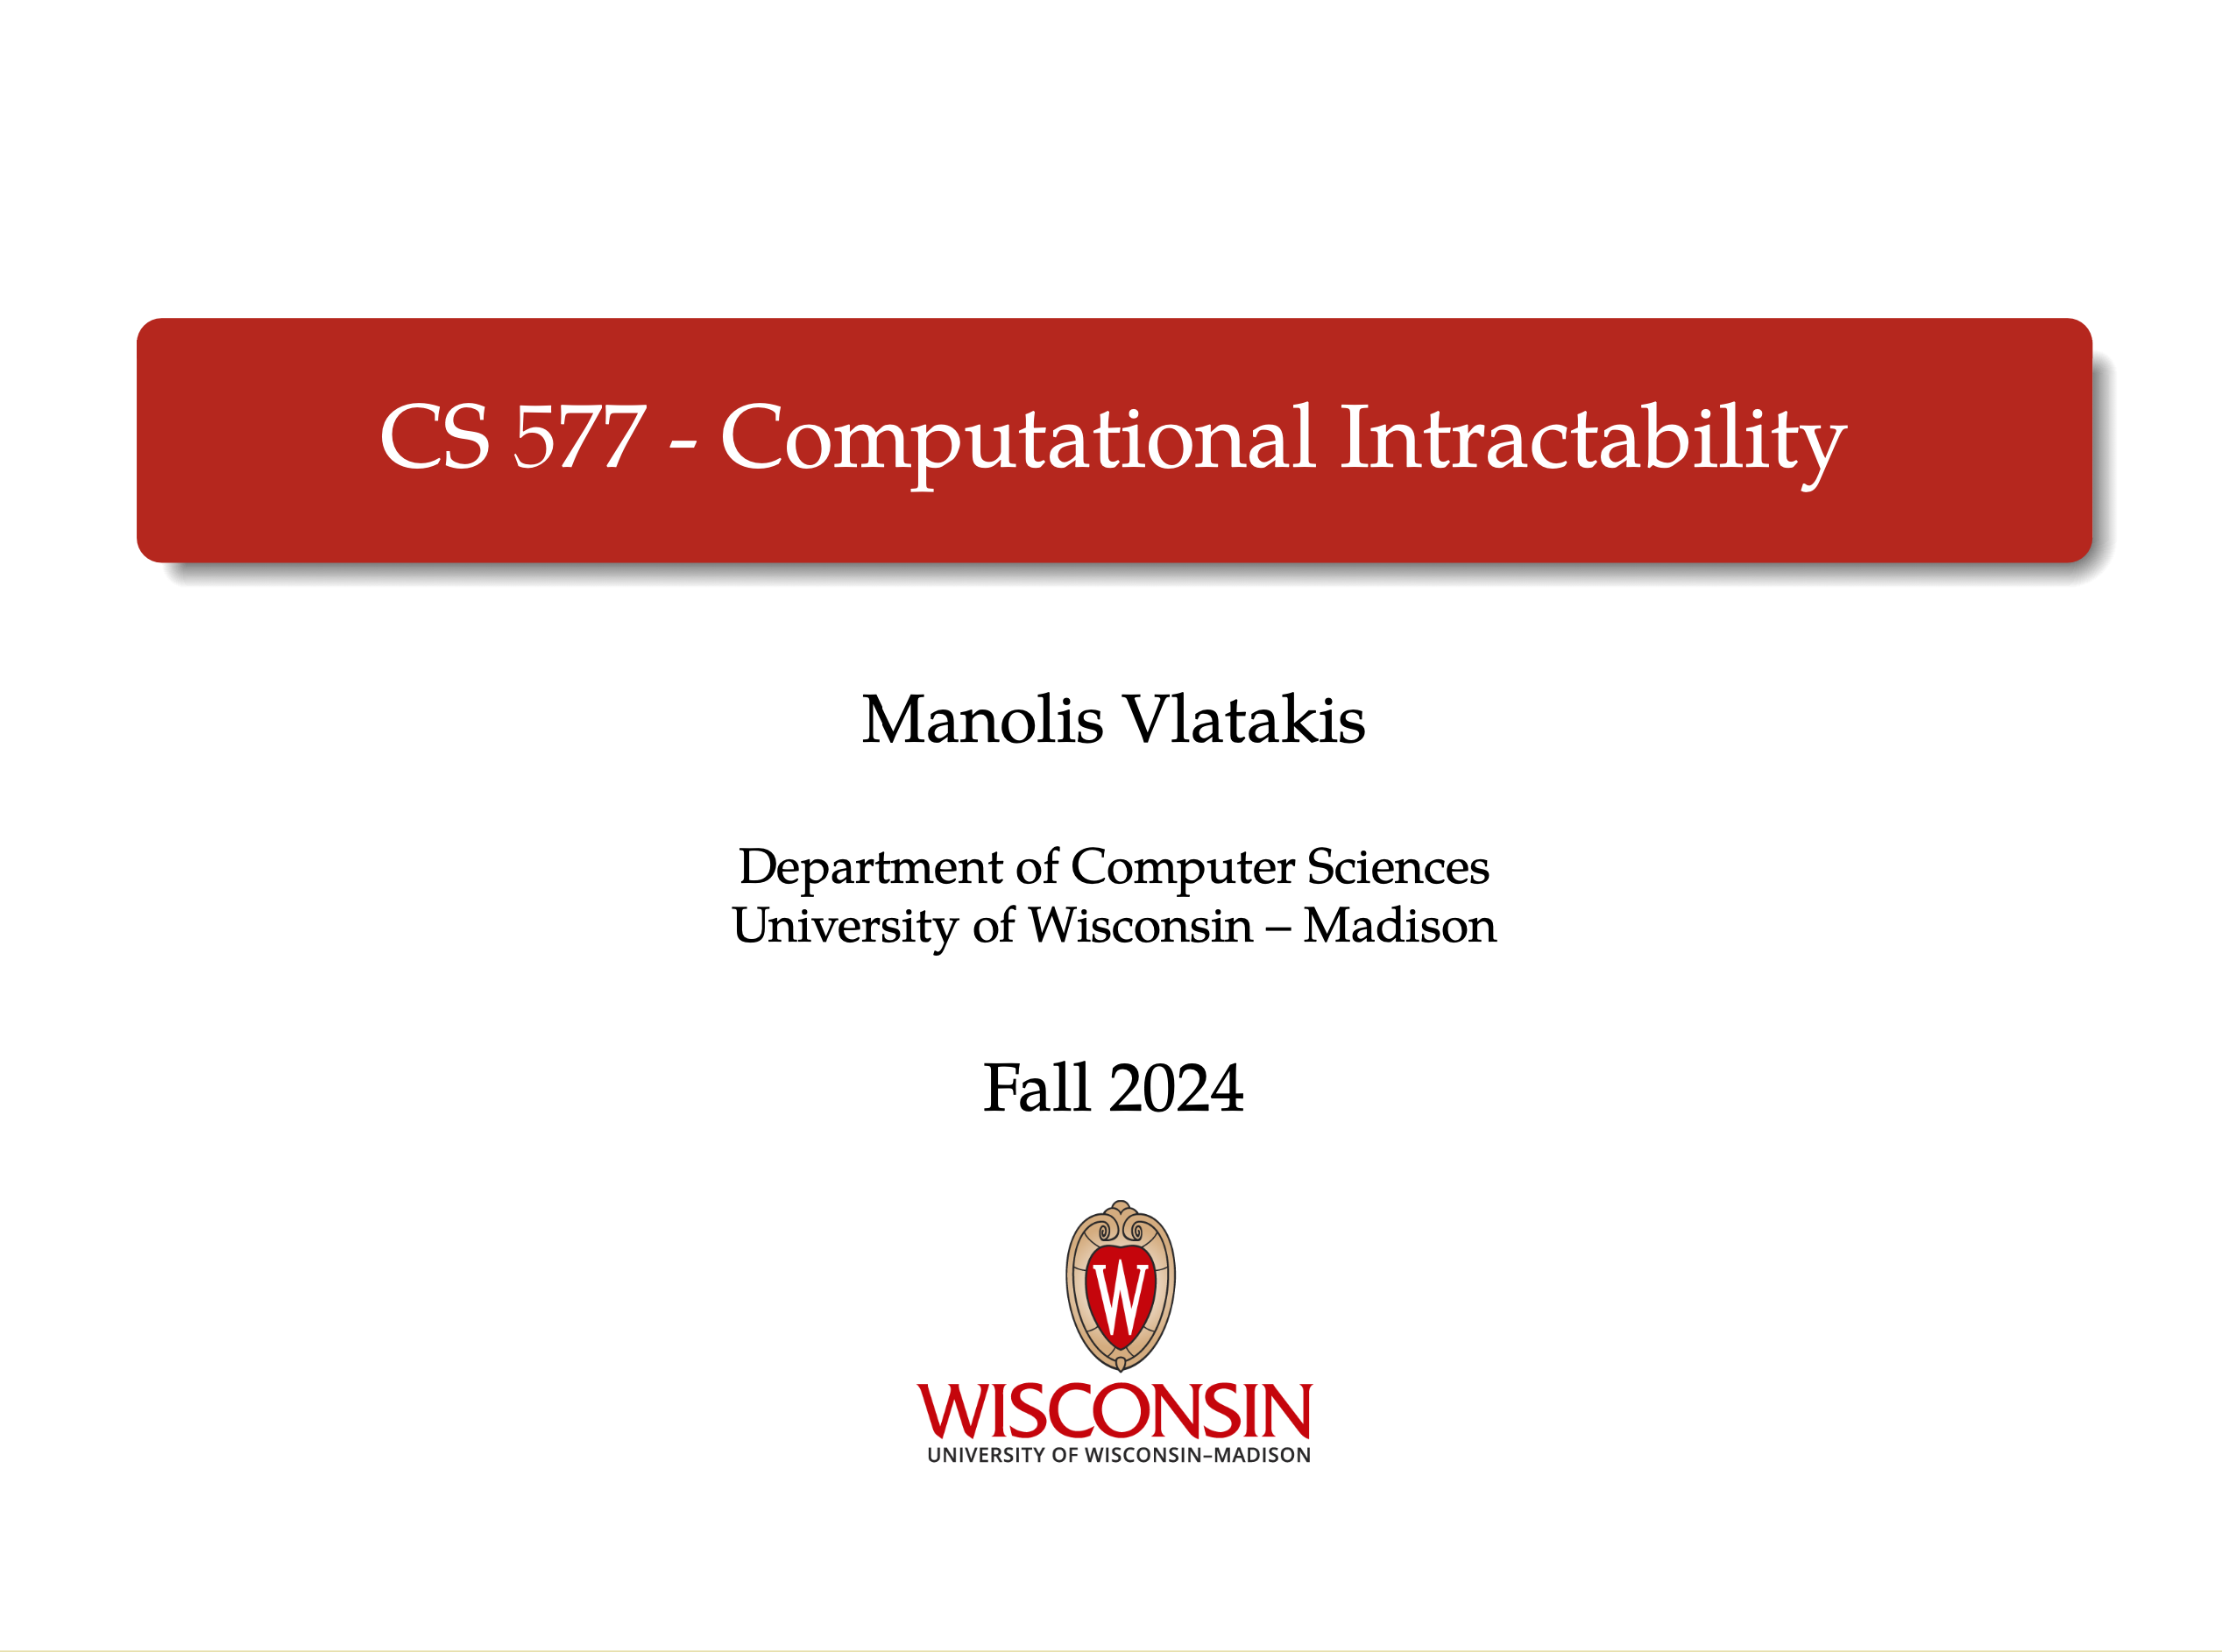 CS 577 - Computational Intractability
Manolis Vlatakis
Department of Computer Sciences
University of Wisconsin – Madison
Fall 2024
W
WISCONSIN
UNIVERSITY OF WISCONSIN–MADISON